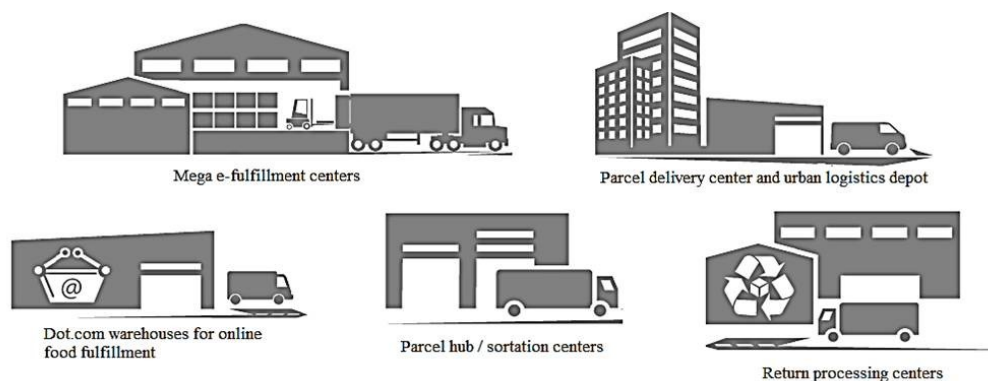 Mega e-fulfillment centers
Parcel delivery center and urban logistics depot
@
Dot.com warehouses for online
food fulfillment
Parcel hub / sortation centers
Return processing centers